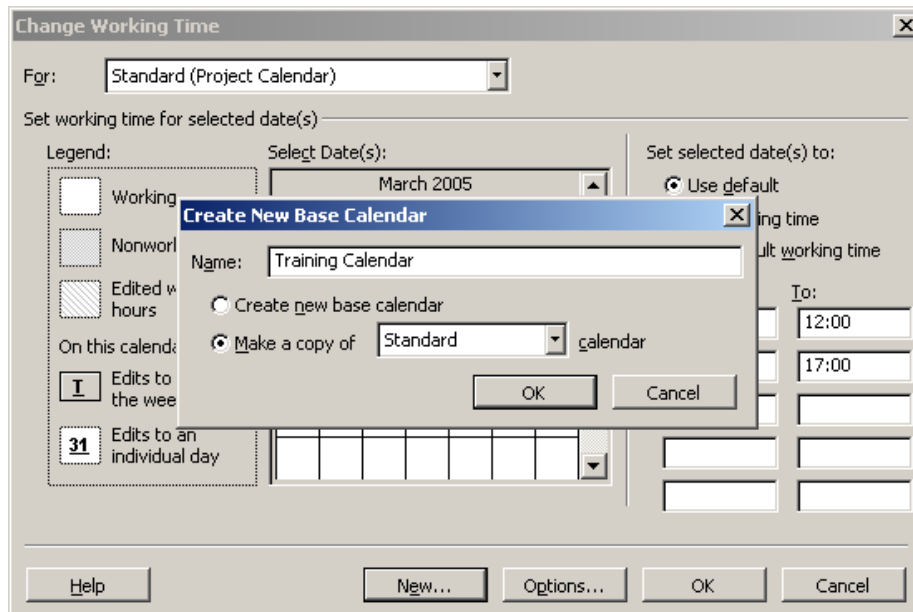 Change Working Time
For: Standard (Project Calendar)
Set working time for selected date(s)
Legend:
Select Date(s):
Set selected date(s) to:
Working
March 2005
Use default
ing time
ult working time
Edited
hours
On this
Edits to
the
T
Edits to an
individual day
31
To:
12:00
17:00
Create New Base Calendar
Name: Training Calendar
Create new base calendar
Make a copy of Standard calendar
OK Cancel
Help New... Options... OK Cancel